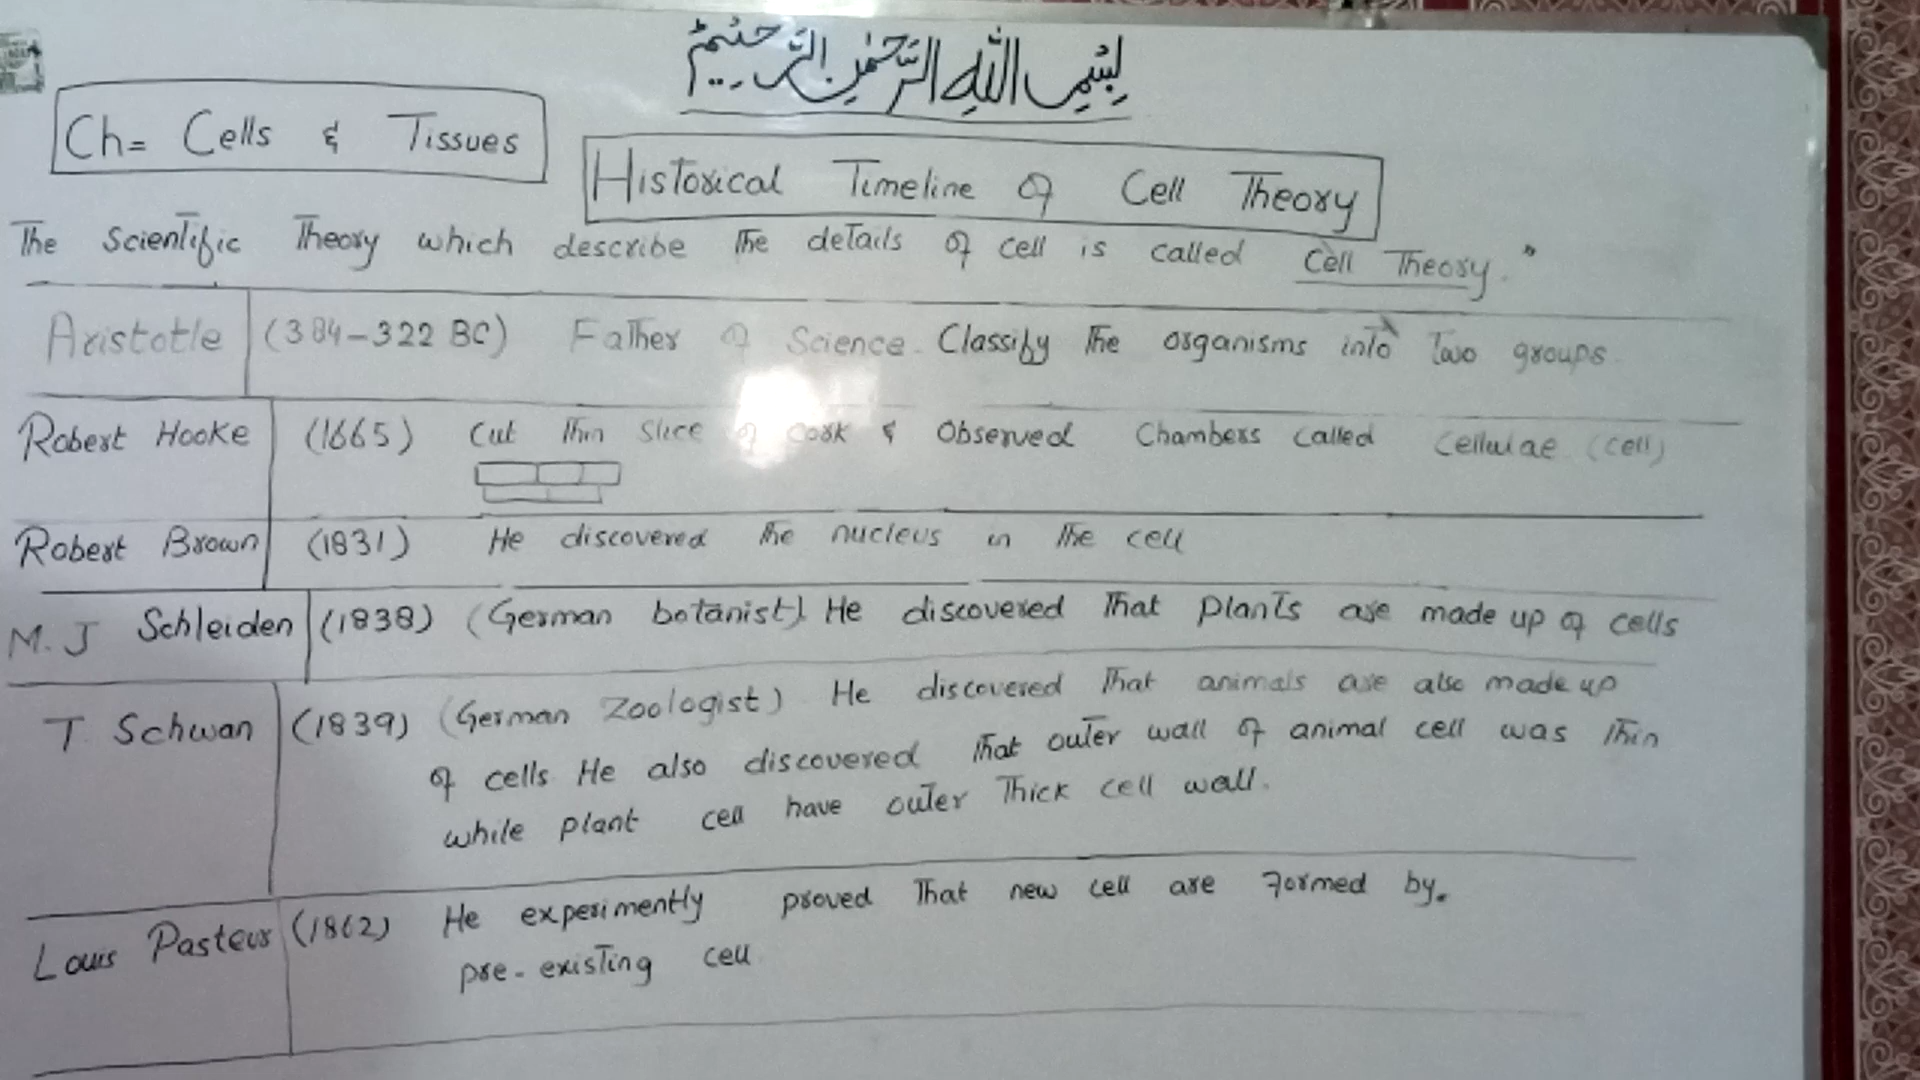 بِسْمِ اللهِ الرَّحْمٰنِ الرَّحِيْمِ
Ch= Cells & Tissues
Historical Timeline of Cell Theory
The Scientific Theory which describe The details of cell is called Cell Theory."
Aristotle (384-322 BC) Father of Science. Classify The organisms into Two groups.
Robert Hooke (1665) Cut Thin Slice of cork & Observed Chambers called Cellulae (cell)
Robert Brown (1831) He discovered The nucleus in The cell
M. J Schleiden (1838) (German botanist) He discovered That plants are made up of cells
T. Schwan (1839) (German Zoologist) He discovered That animals are also made up
of cells He also discovered That outer wall of animal cell was Thin
while plant cell have outer Thick cell wall.
Louis Pasteur (1862) He experimently proved That new cell are formed by.
pre-existing cell